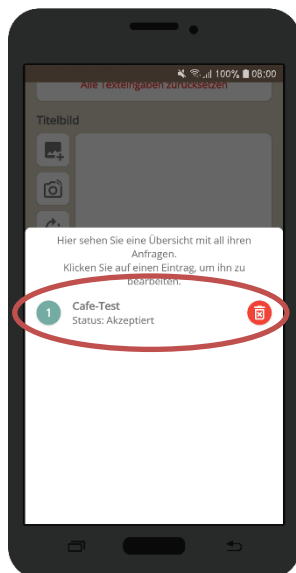 100% 08:00
Alle Texteingaben zurücksetzen
Titelbild
Hier sehen Sie eine Übersicht mit all ihren
Anfragen.
Klicken Sie auf einen Eintrag, um ihn zu
bearbeiten.
1 Cafe-Test
Status: Akzeptiert